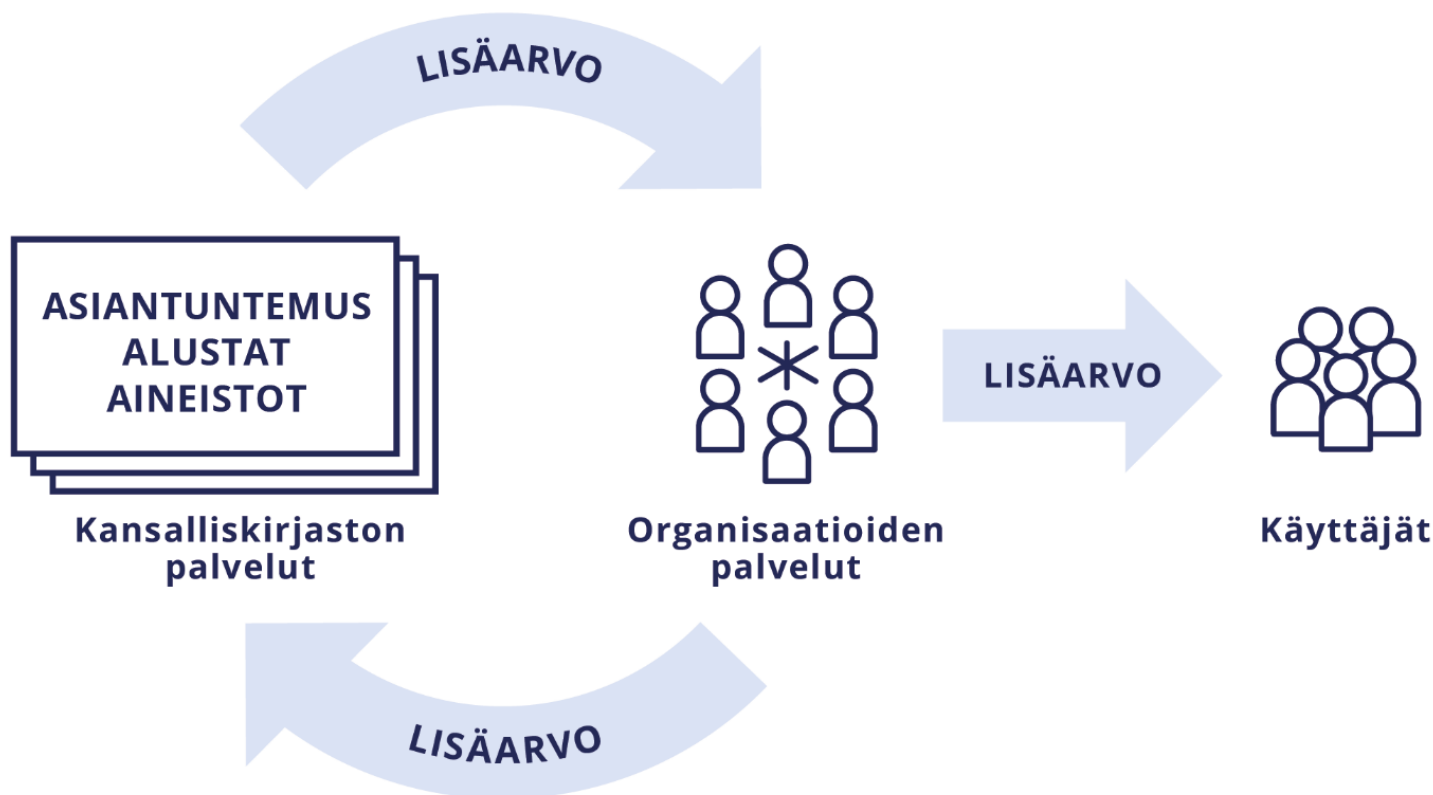 LISÄARVO
ASIANTUNTEMUS
ALUSTAT
AINEISTOT
LISÄARVO
Kansalliskirjaston
palvelut
Organisaatioiden
palvelut
Käyttäjät
LISÄARVO